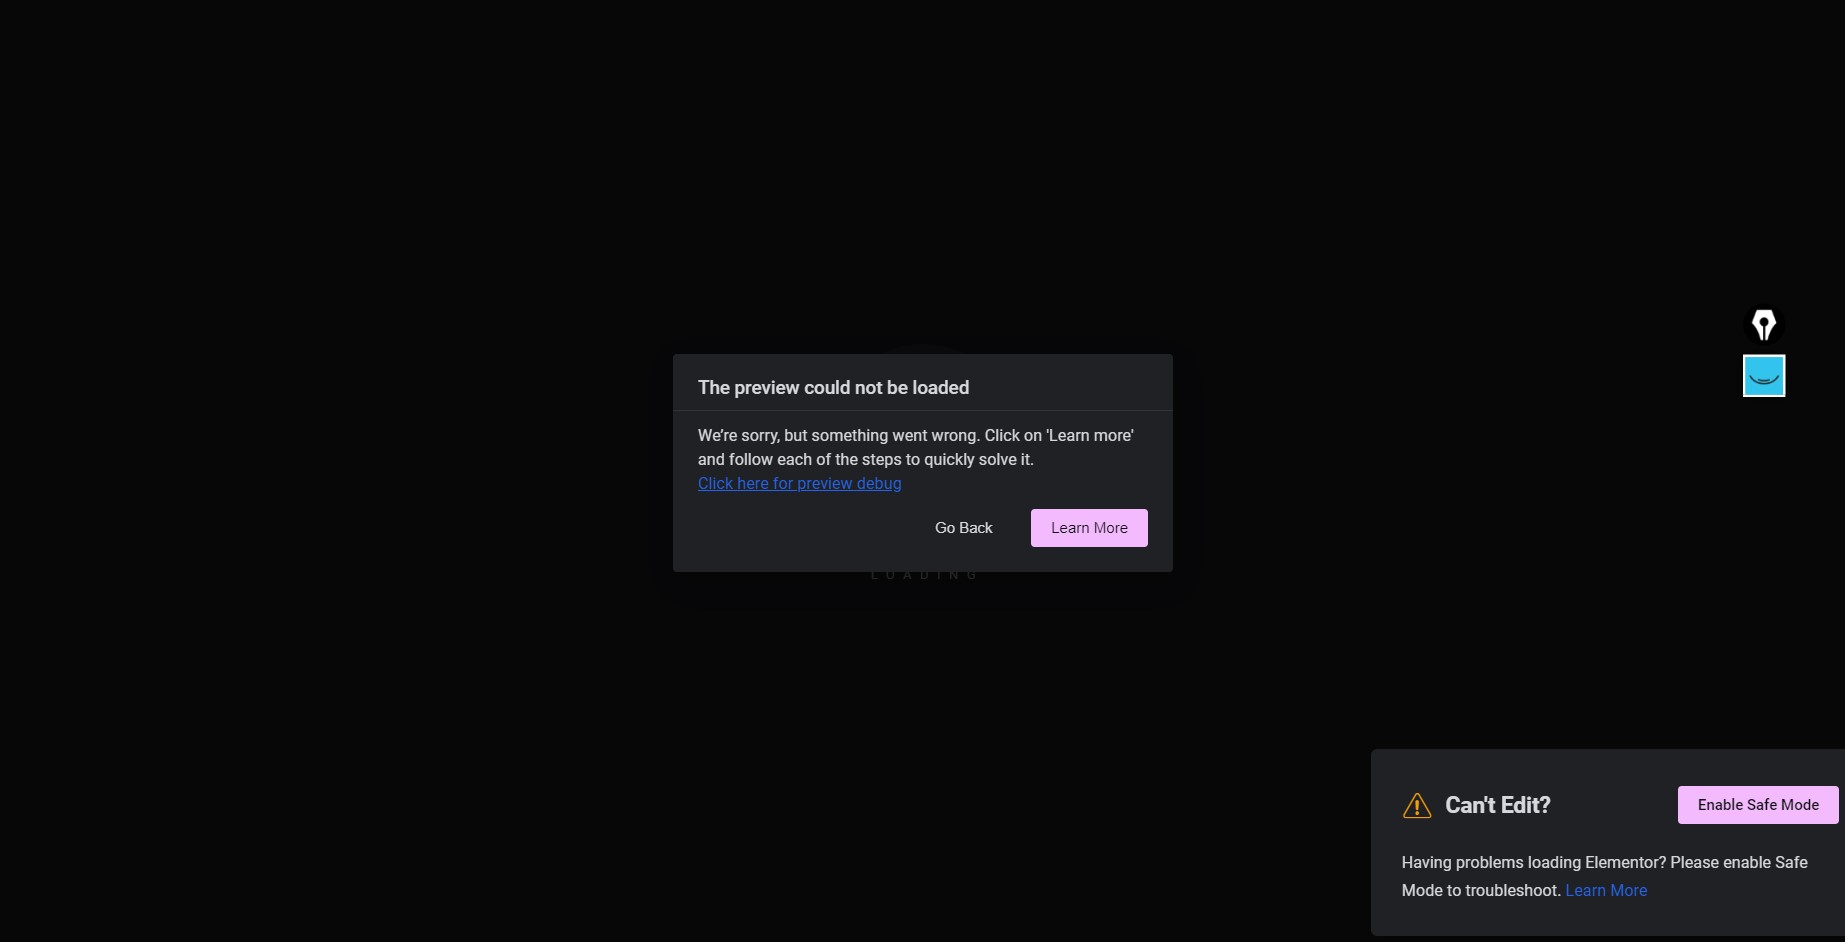 The preview could not be loaded
We’re sorry, but something went wrong. Click on 'Learn more'
and follow each of the steps to quickly solve it.
Click here for preview debug
Go Back
Learn More
LOADING
Can't Edit?
Enable Safe Mode
Having problems loading Elementor? Please enable Safe
Mode to troubleshoot. Learn More